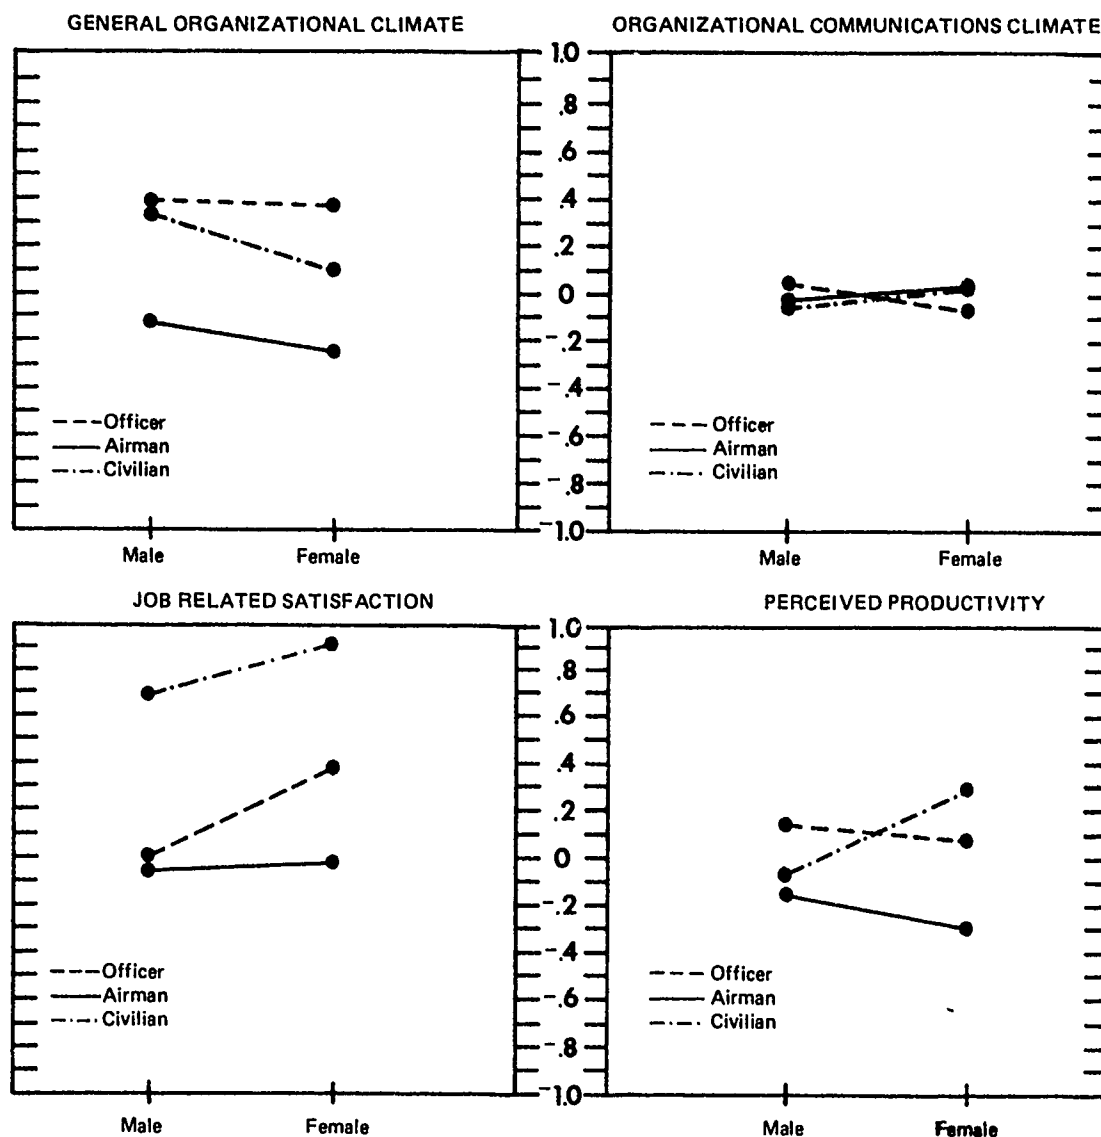 GENERAL ORGANIZATIONAL CLIMATE
ORGANIZATIONAL COMMUNICATIONS CLIMATE
1.0
.8
.6
.4
.2
0
-.2
-.4
-.6
-.8
-1.0
Officer
Airman
Civilian
Officer
Airman
Civilian
Male Female
Male Female
JOB RELATED SATISFACTION
PERCEIVED PRODUCTIVITY
1.0
.8
.6
.4
.2
0
-.2
-.4
-.6
-.8
-1.0
Officer
Airman
Civilian
Officer
Airman
Civilian
Male Female
Male Female